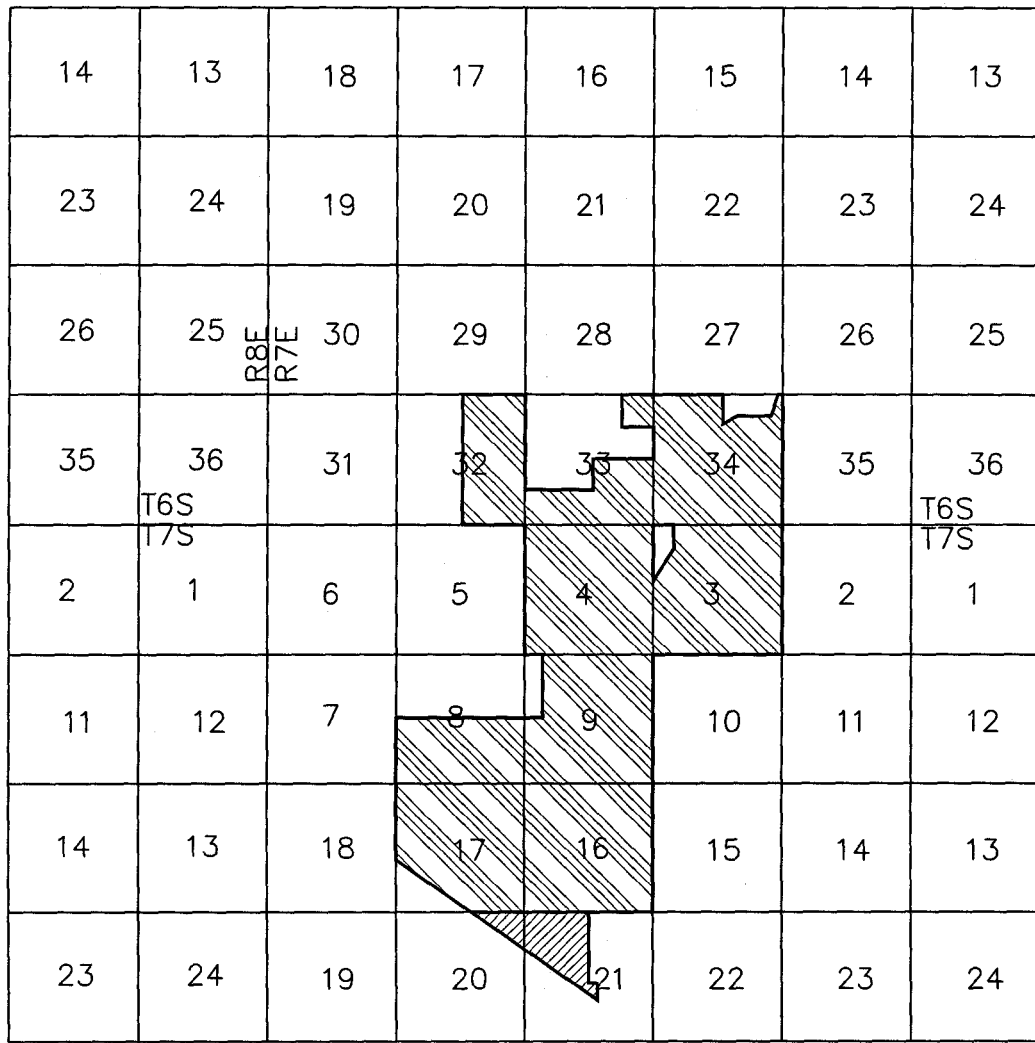 14 13 18 17 16 15 14 13
23 24 19 20 21 22 23 24
26 25 R8E R7E 30 29 28 27 26 25
35 36 31 32 33 34 35 36
T6S T6S
T7S T7S
2 1 6 5 4 3 2 1
11 12 7 8 9 10 11 12
14 13 18 17 16 15 14 13
23 24 19 20 21 22 23 24